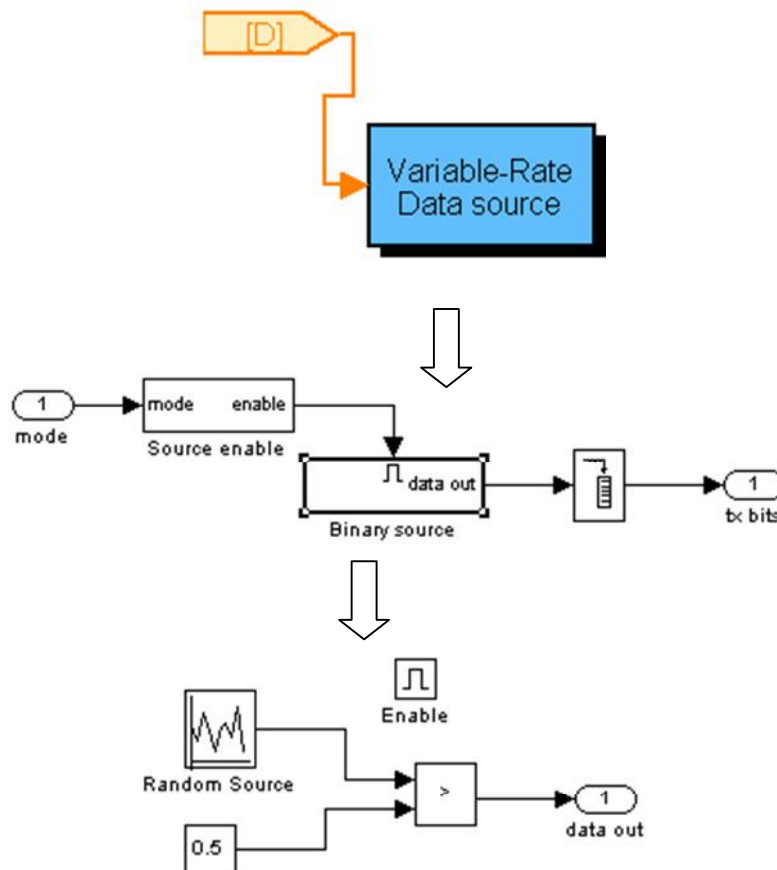 [D]
Variable-Rate
Data source
1
mode
mode enable
Source enable
data out
Binary source
1
tx bits
Enable
Random Source
>
1
data out
0.5